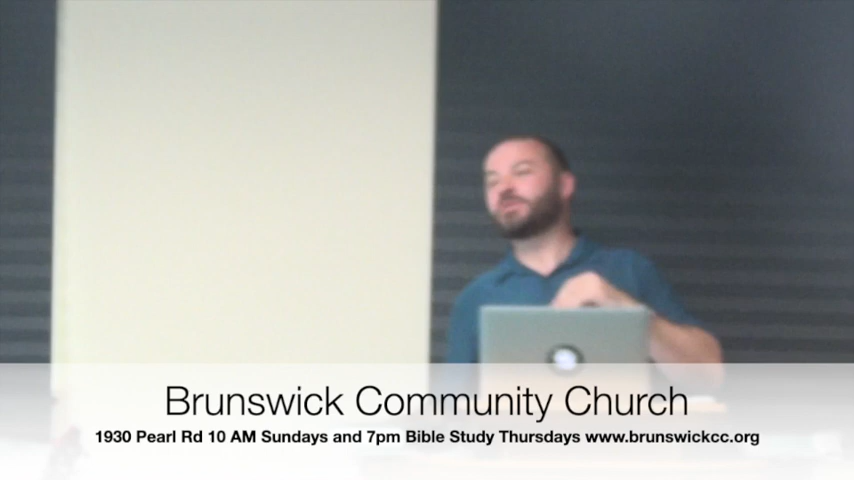 Brunswick Community Church
1930 Pearl Rd 10 AM Sundays and 7pm Bible Study Thursdays www.brunswickcc.org